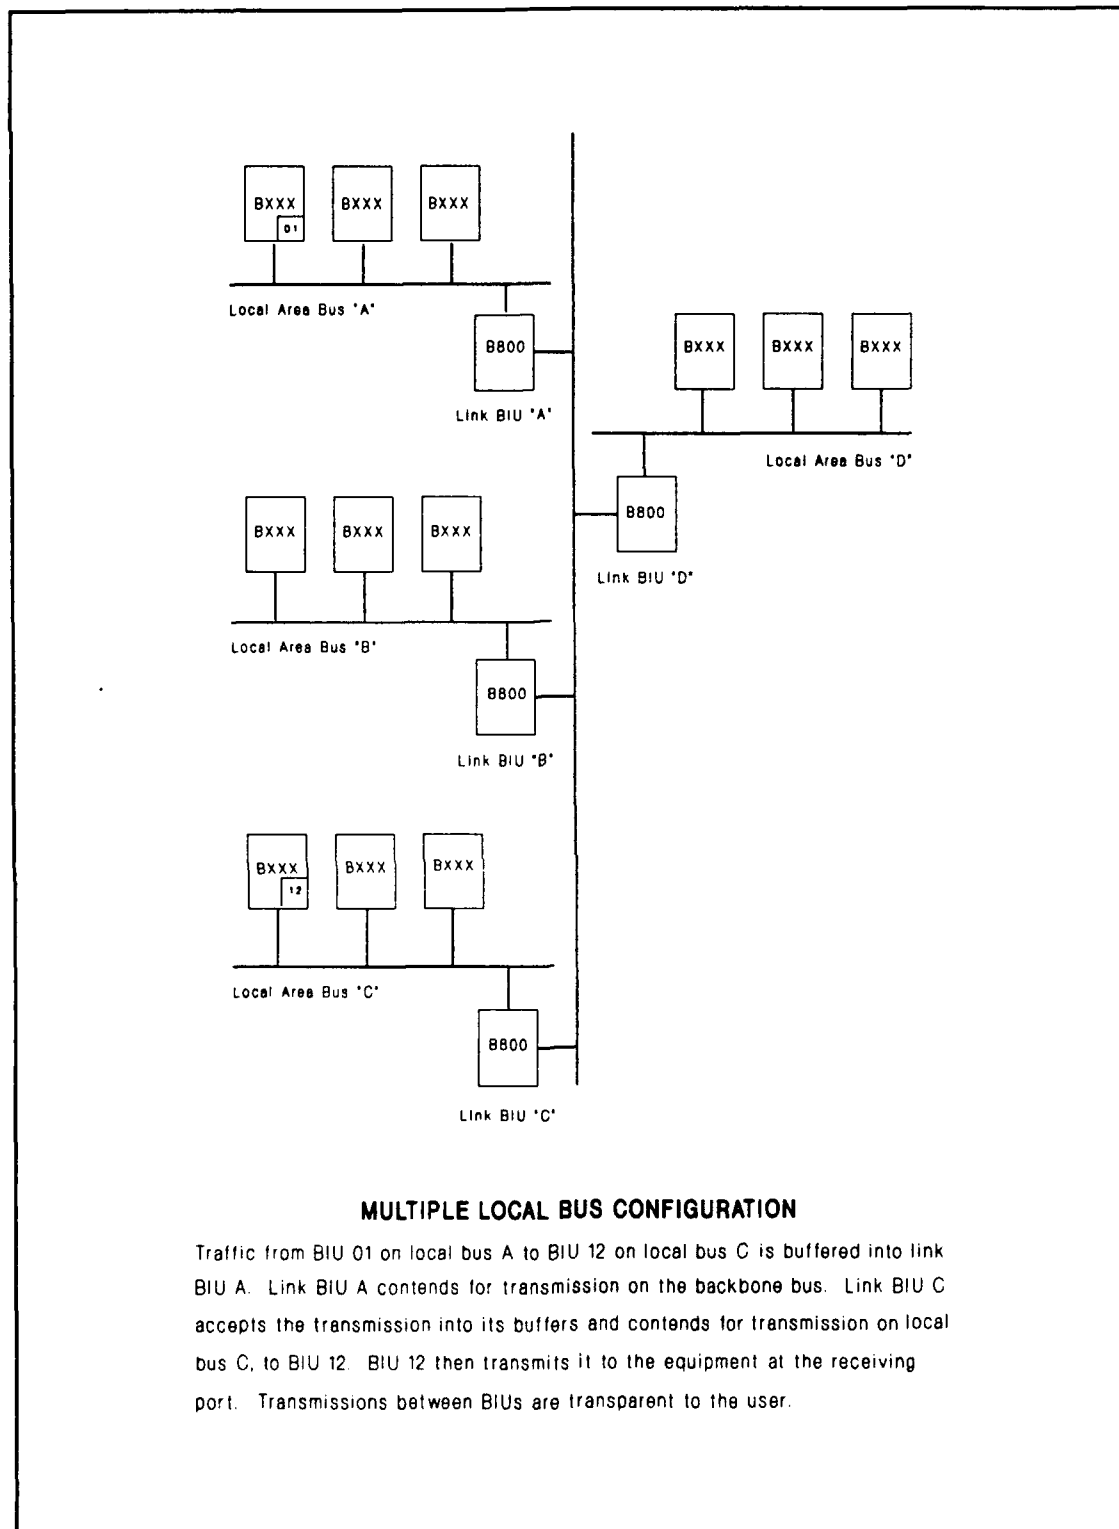 BXXX BXXX BXXX
01
Local Area Bus "A"
B800
Link BIU "A"
BXXX BXXX BXXX
Local Area Bus "D"
B800
Link BIU "D"
BXXX BXXX BXXX
Local Area Bus "B"
B800
Link BIU "B"
BXXX BXXX BXXX
12
Local Area Bus "C"
B800
Link BIU "C"
MULTIPLE LOCAL BUS CONFIGURATION
Traffic from BIU 01 on local bus A to BIU 12 on local bus C is buffered into link
BIU A. Link BIU A contends for transmission on the backbone bus. Link BIU C
accepts the transmission into its buffers and contends for transmission on local
bus C, to BIU 12. BIU 12 then transmits it to the equipment at the receiving
port. Transmissions between BIUs are transparent to the user.